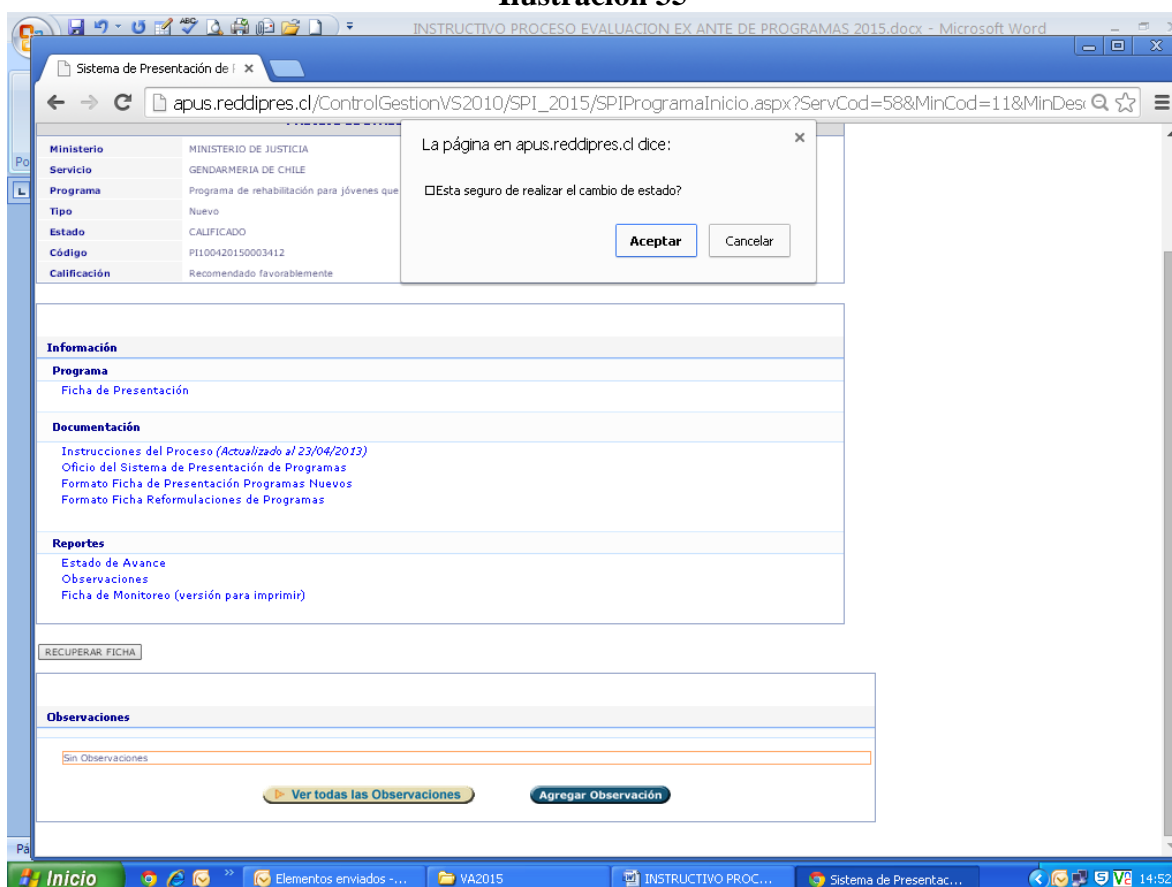 Ilustración 35
INSTRUCTIVO PROCESO EVALUACION EX ANTE DE PROGRAMAS 2015.docx - Microsoft Word
Sistema de Presentación de
apus.reddipres.cl/ControlGestionVS2010/SPI_2015/SPIProgramaInicio.aspx?ServCod=58&MinCod=11&MinDes
La página en apus.reddipres.cl dice:
□Esta seguro de realizar el cambio de estado?
Aceptar Cancelar
Ministerio MINISTERIO DE JUSTICIA
Servicio GENDARMERIA DE CHILE
Programa Programa de rehabilitación para jóvenes que
Tipo Nuevo
Estado CALIFICADO
Código PI100420150003412
Calificación Recomendado favorablemente
Información
Programa
Ficha de Presentación
Documentación
Instrucciones del Proceso (Actualizado al 23/04/2013)
Oficio del Sistema de Presentación de Programas
Formato Ficha de Presentación Programas Nuevos
Formato Ficha Reformulaciones de Programas
Reportes
Estado de Avance
Observaciones
Ficha de Monitoreo (versión para imprimir)
RECUPERAR FICHA
Observaciones
Sin Observaciones
Ver todas las Observaciones Agregar Observación
Inicio Elementos enviados -... VA2015 INSTRUCTIVO PROC... Sistema de Presentac... 14:52